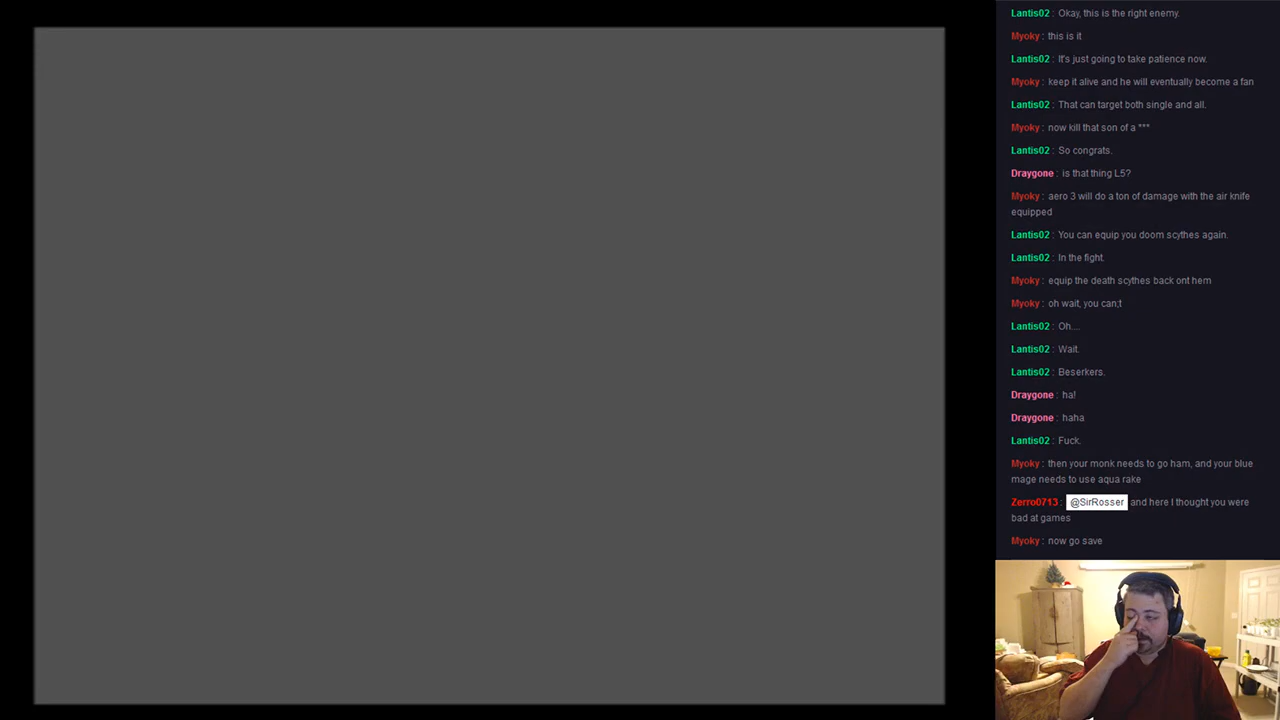 Lantis02 : Okay, this is the right enemy.
Myoky : this is it
Lantis02 : It's just going to take patience now.
Myoky : keep it alive and he will eventually become a fan
Lantis02 : That can target both single and all.
Myoky : now kill that son of a ***
Lantis02 : So congrats.
Draygone : is that thing L5?
Myoky : aero 3 will do a ton of damage with the air knife
equipped
Lantis02 : You can equip you doom scythes again.
Lantis02 : In the fight.
Myoky : equip the death scythes back ont hem
Myoky : oh wait, you can;t
Lantis02 : Oh...
Lantis02 : Wait.
Lantis02 : Beserkers.
Draygone : ha!
Draygone : haha
Lantis02 : Fuck.
Myoky : then your monk needs to go ham, and your blue
mage needs to use aqua rake
Zerro0713 : @SirRosser and here I thought you were
bad at games
Myoky : now go save